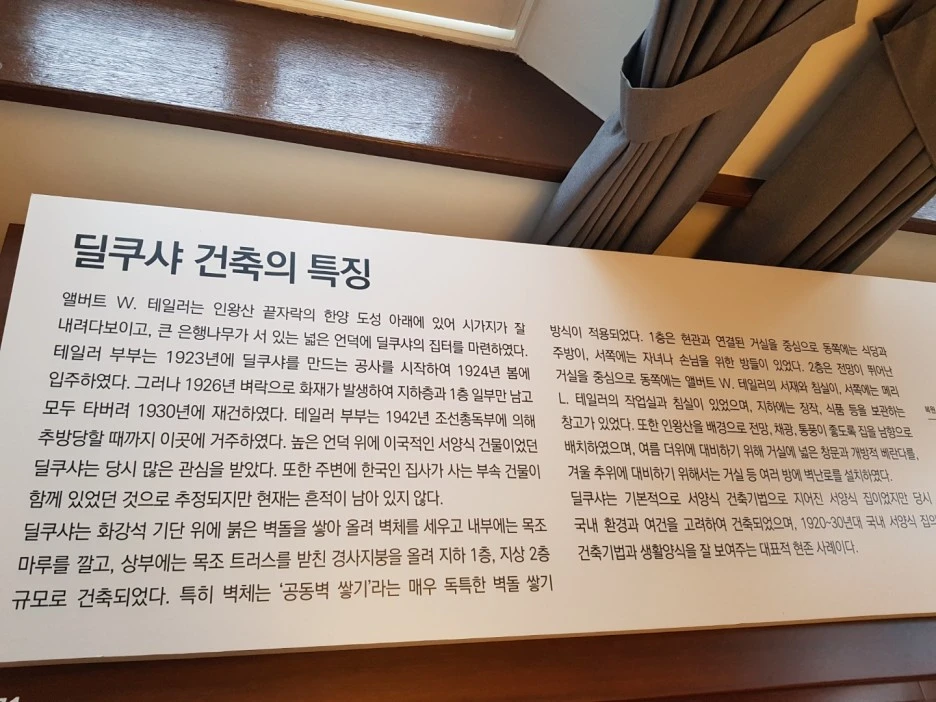 딜쿠샤 건축의 특징
앨버트 W. 테일러는 인왕산 끝자락의 한양 도성 아래에 있어 시가지가 잘
내려다보이고, 큰 은행나무가 서 있는 넓은 언덕에 딜쿠샤의 집터를 마련하였다.
테일러 부부는 1923년에 딜쿠샤를 만드는 공사를 시작하여 1924년 봄에
입주하였다. 그러나 1926년 벼락으로 화재가 발생하여 지하층과 1층 일부만 남고
모두 타버려 1930년에 재건하였다. 테일러 부부는 1942년 조선총독부에 의해
추방당할 때까지 이곳에 거주하였다. 높은 언덕 위에 이국적인 서양식 건물이었던
딜쿠샤는 당시 많은 관심을 받았다. 또한 주변에 한국인 집사가 사는 부속 건물이
함께 있었던 것으로 추정되지만 현재는 흔적이 남아 있지 않다.
딜쿠샤는 화강석 기단 위에 붉은 벽돌을 쌓아 올려 벽체를 세우고 내부에는 목조
마루를 깔고, 상부에는 목조 트러스를 받친 경사지붕을 올려 지하 1층, 지상 2층
규모로 건축되었다. 특히 벽체는 ‘공동벽 쌓기’라는 매우 독특한 벽돌 쌓기
방식이 적용되었다. 1층은 현관과 연결된 거실을 중심으로 동쪽에는 식당과
주방이, 서쪽에는 자녀나 손님을 위한 방들이 있었다. 2층은 전망이 뛰어난
거실을 중심으로 동쪽에는 앨버트 W. 테일러의 서재와 침실이, 서쪽에는 메리
L. 테일러의 작업실과 침실이 있었으며, 지하에는 장작, 식품 등을 보관하는
창고가 있었다. 또한 인왕산을 배경으로 전망, 채광, 통풍이 좋도록 집을 남향으로
배치하였으며, 여름 더위에 대비하기 위해 거실에 넓은 창문과 개방적 베란다를,
겨울 추위에 대비하기 위해서는 거실 등 여러 방에 벽난로를 설치하였다.
딜쿠샤는 기본적으로 서양식 건축기법으로 지어진 서양식 집이었지만 당시
국내 환경과 여건을 고려하여 건축되었으며, 1920~30년대 국내 서양식 집의
건축기법과 생활양식을 잘 보여주는 대표적 현존 사례이다.